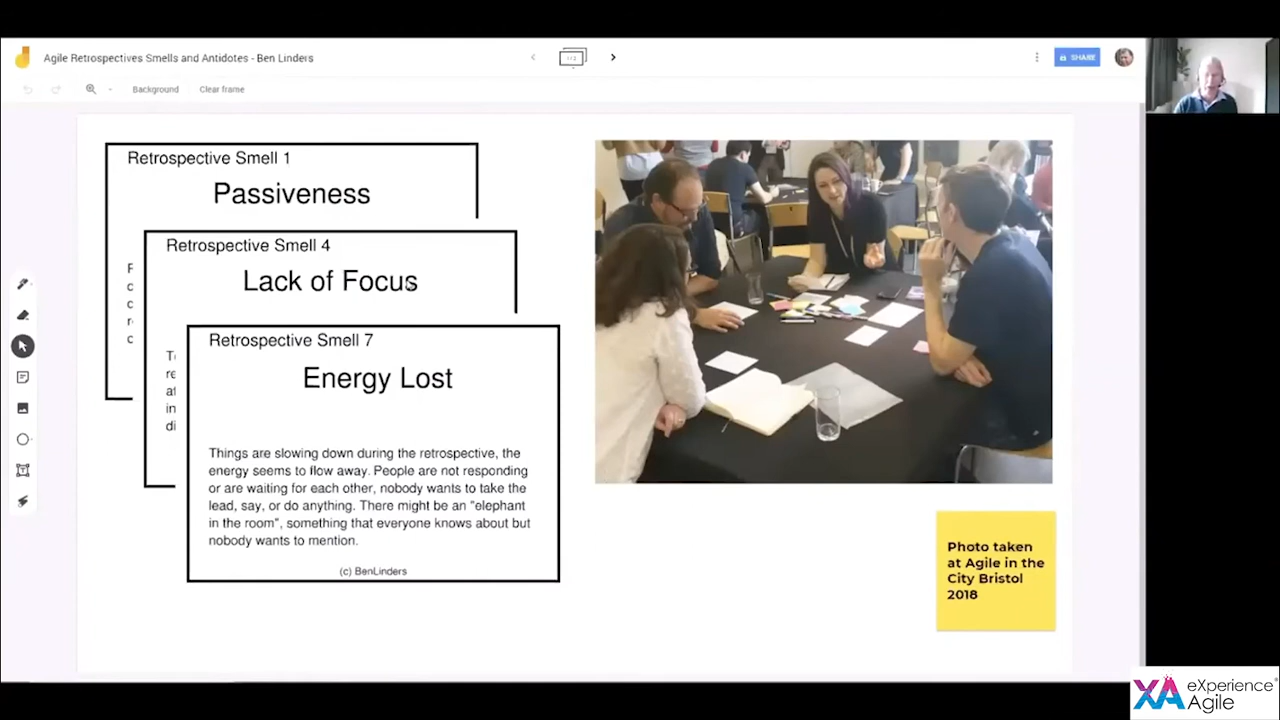 Agile Retrospectives Smells and Antidotes - Ben Linders
SHARE
Background
Clear frame
Retrospective Smell 1
Passiveness
Retrospective Smell 4
Lack of Focus
Retrospective Smell 7
Energy Lost
Things are slowing down during the retrospective, the
energy seems to flow away. People are not responding
or are waiting for each other, nobody wants to take the
lead, say, or do anything. There might be an "elephant
in the room", something that everyone knows about but
nobody wants to mention.
(c) BenLinders
Photo taken
at Agile in the
City Bristol
2018
XA eXperience
Agile